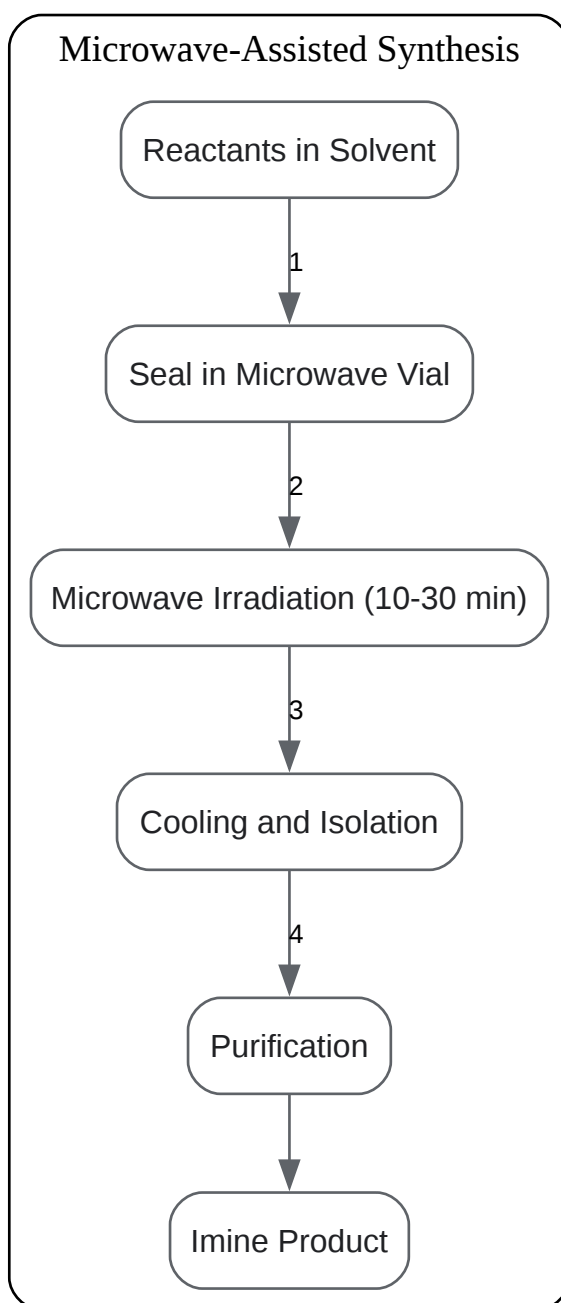 Microwave-Assisted Synthesis
Reactants in Solvent
1
Seal in Microwave Vial
2
Microwave Irradiation (10-30 min)
3
Cooling and Isolation
4
Purification
Imine Product